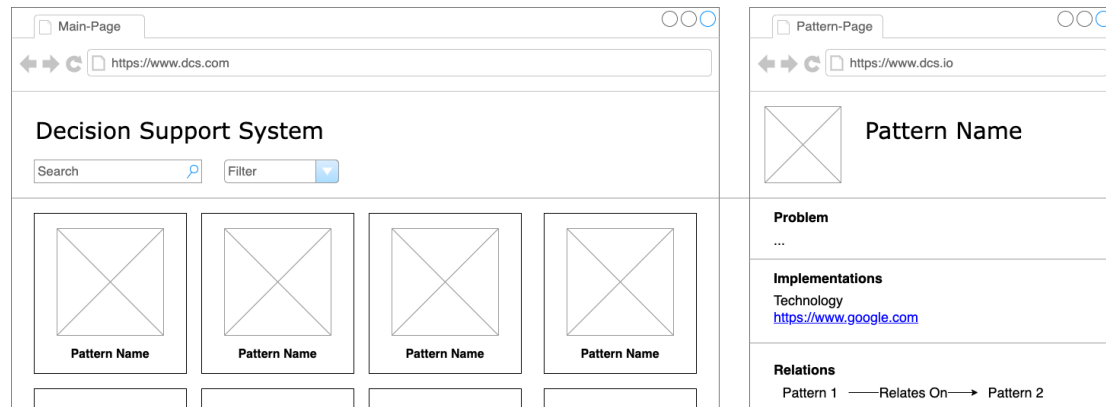 Main-Page
https://www.dcs.com
Decision Support System
Search
Filter
Pattern Name
Pattern Name
Pattern Name
Pattern Name
Pattern-Page
https://www.dcs.io
Pattern Name
Problem
...
Implementations
Technology
https://www.google.com
Relations
Pattern 1 Relates On Pattern 2